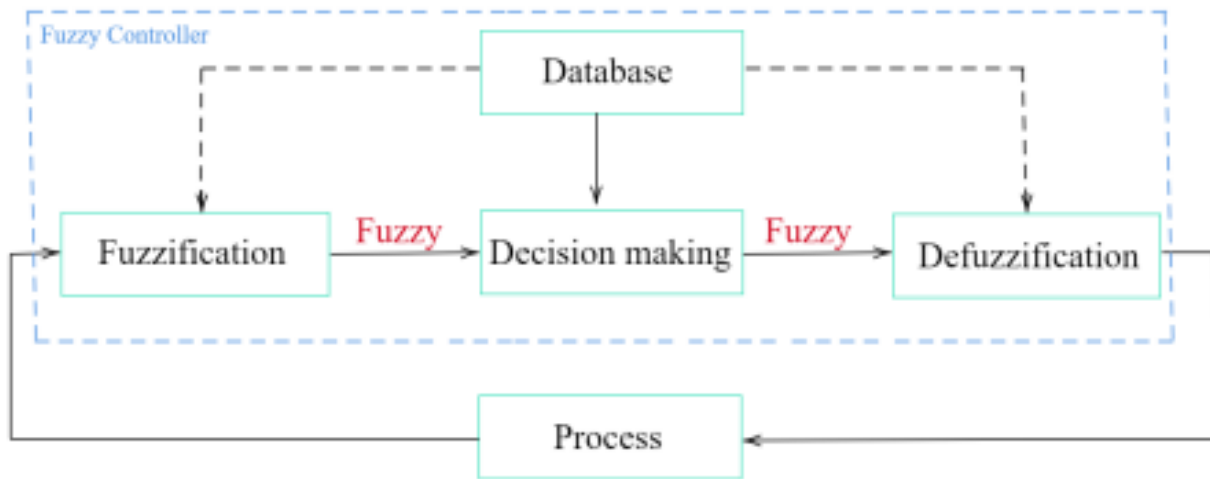 Fuzzy Controller
Database
Fuzzification
Fuzzy
Decision making
Fuzzy
Defuzzification
Process